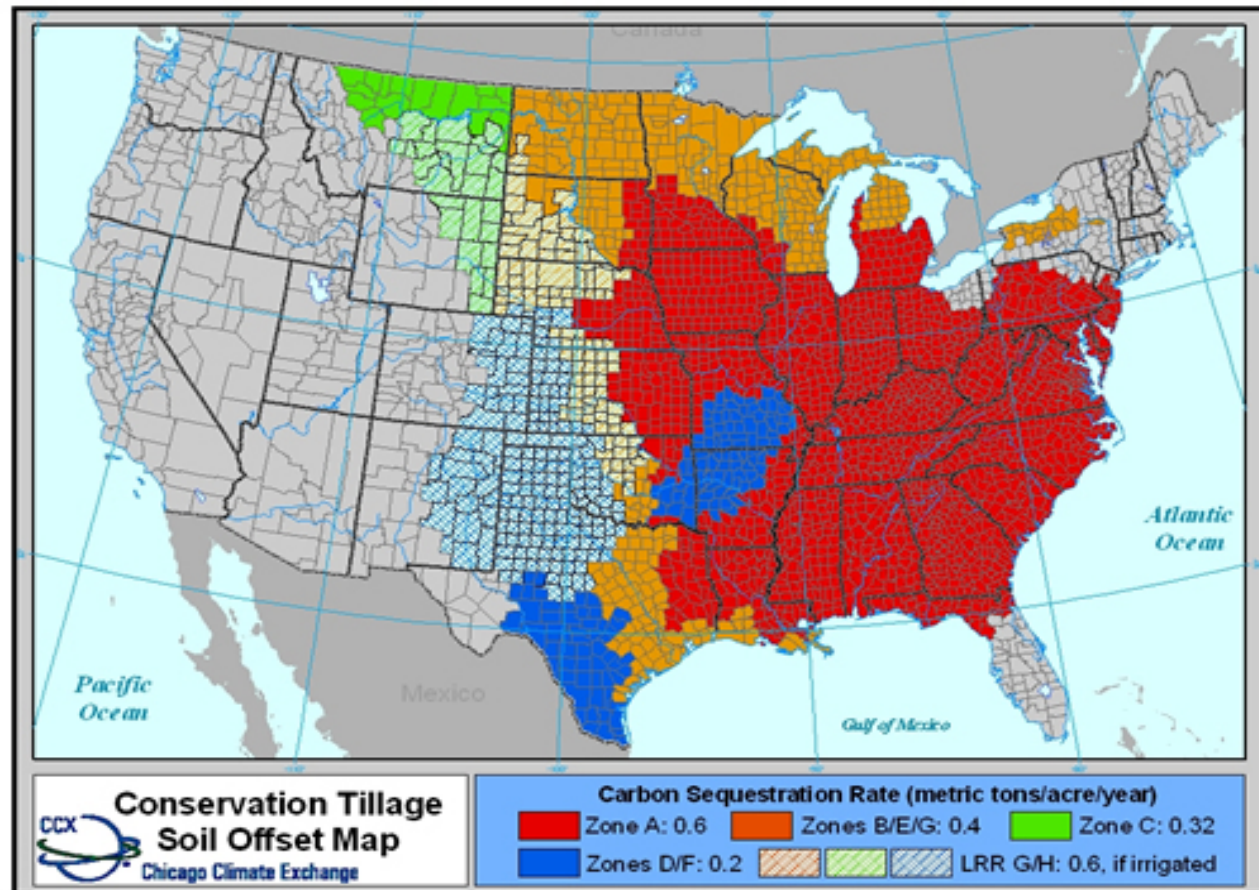 Canada
Atlantic
Ocean
Pacific
Ocean
Mexico
Gulf of Mexico
CCX
Conservation Tillage
Soil Offset Map
Chicago Climate Exchange
Carbon Sequestration Rate (metric tons/acre/year)
Zone A: 0.6 Zones B/E/G: 0.4 Zone C: 0.32
Zones D/F: 0.2 LRR G/H: 0.6, if irrigated